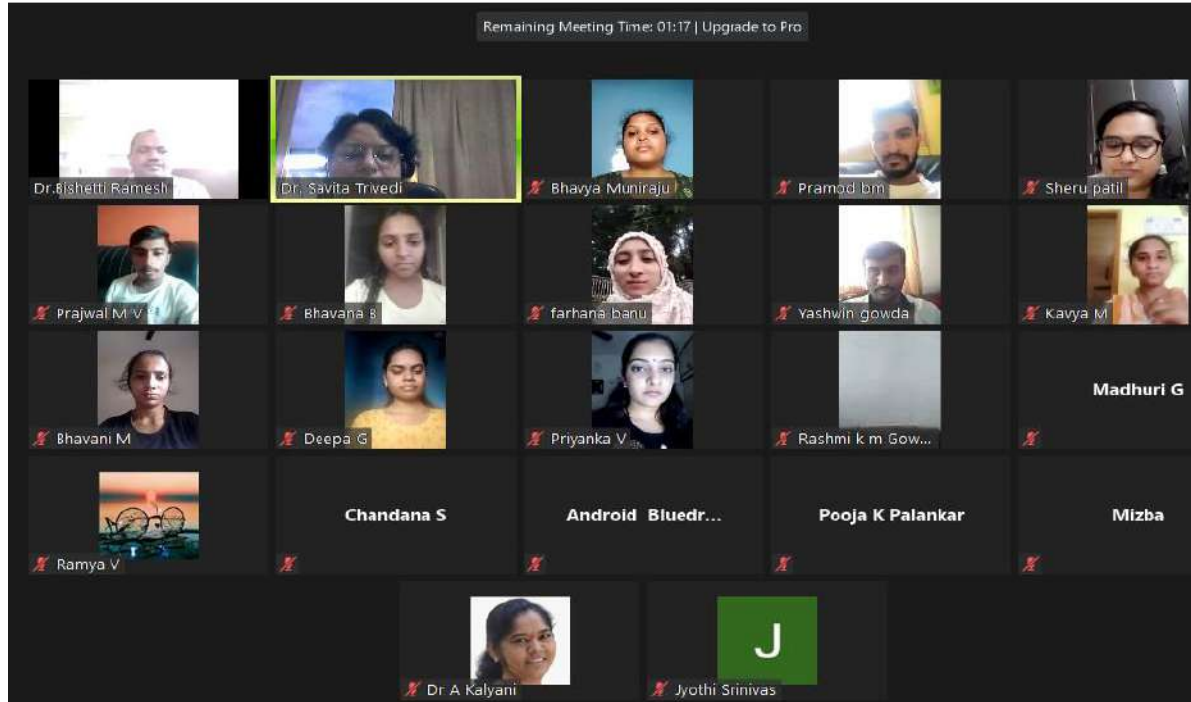 Remaining Meeting Time: 01:17 | Upgrade to Pro
Dr.Bishetti Ramesh
Dr. Savita Trivedi
Bhavya Muniraju
Pramod bm
Sheru patil
Prajwal M V
Bhavana B
farhana banu
Yashwin gowda
Kavya M
Bhavani M
Deepa G
Priyanka V
Rashmi k m Gow...
Madhuri G
Ramya V
Chandana S
Android Bluedr...
Pooja K Palankar
Mizba
Dr A Kalyani
J
Jyothi Srinivas